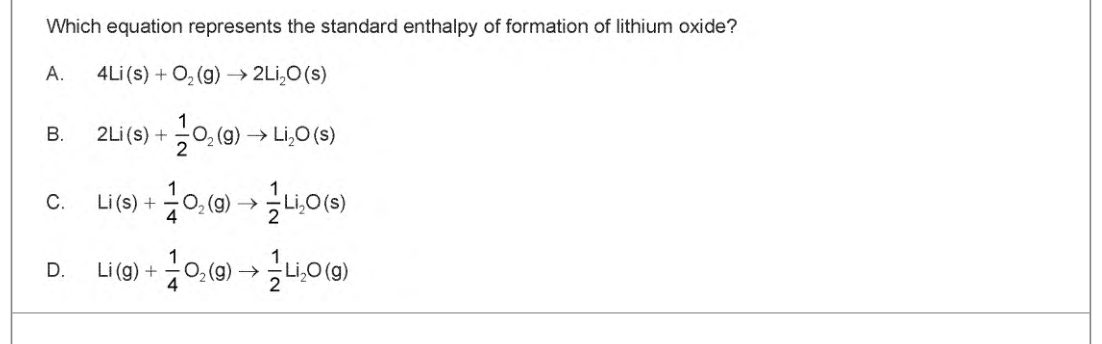 Which equation represents the standard enthalpy of formation of lithium oxide?
A. 4Li(s) + O₂(g) → 2Li₂O(s)
B. 2Li(s) + 1/2 O₂(g) → Li₂O(s)
C. Li(s) + 1/4 O₂(g) → 1/2 Li₂O(s)
D. Li(g) + 1/4 O₂(g) → 1/2 Li₂O(g)